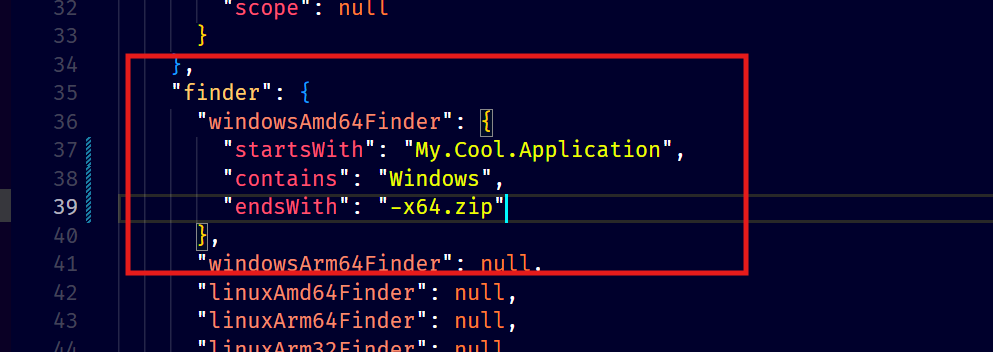 32 "scope": null
33 }
34 },
35 "finder": {
36 "windowsAmd64Finder": {
37 "startsWith": "My.Cool.Application",
38 "contains": "Windows",
39 "endsWith": "-x64.zip"
40 },
41 "windowsArm64Finder": null,
42 "linuxAmd64Finder": null,
43 "linuxArm64Finder": null,
44 "linuxArm32Finder": null